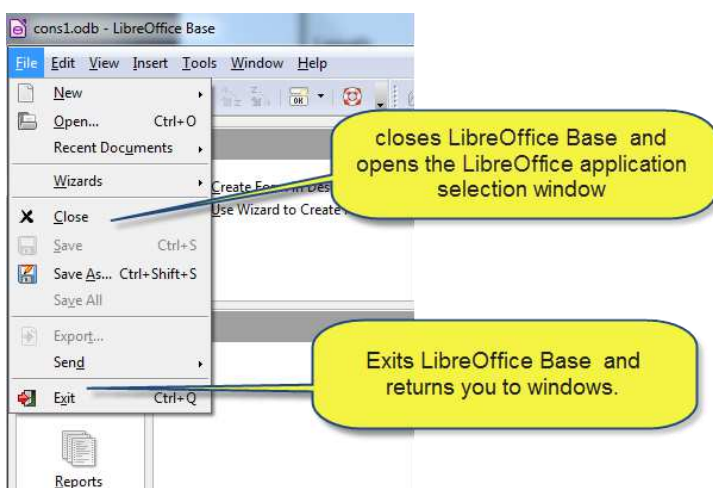 cons1.odb - LibreOffice Base
File Edit View Insert Tools Window Help
New
Open... Ctrl+O
Recent Documents
Wizards
Close
Save Ctrl+S
Save As... Ctrl+Shift+S
Save All
Export...
Send
Exit Ctrl+Q
OK
Create Form in Des
Use Wizard to Create
closes LibreOffice Base and
opens the LibreOffice application
selection window
Exits LibreOffice Base and
returns you to windows.
Reports